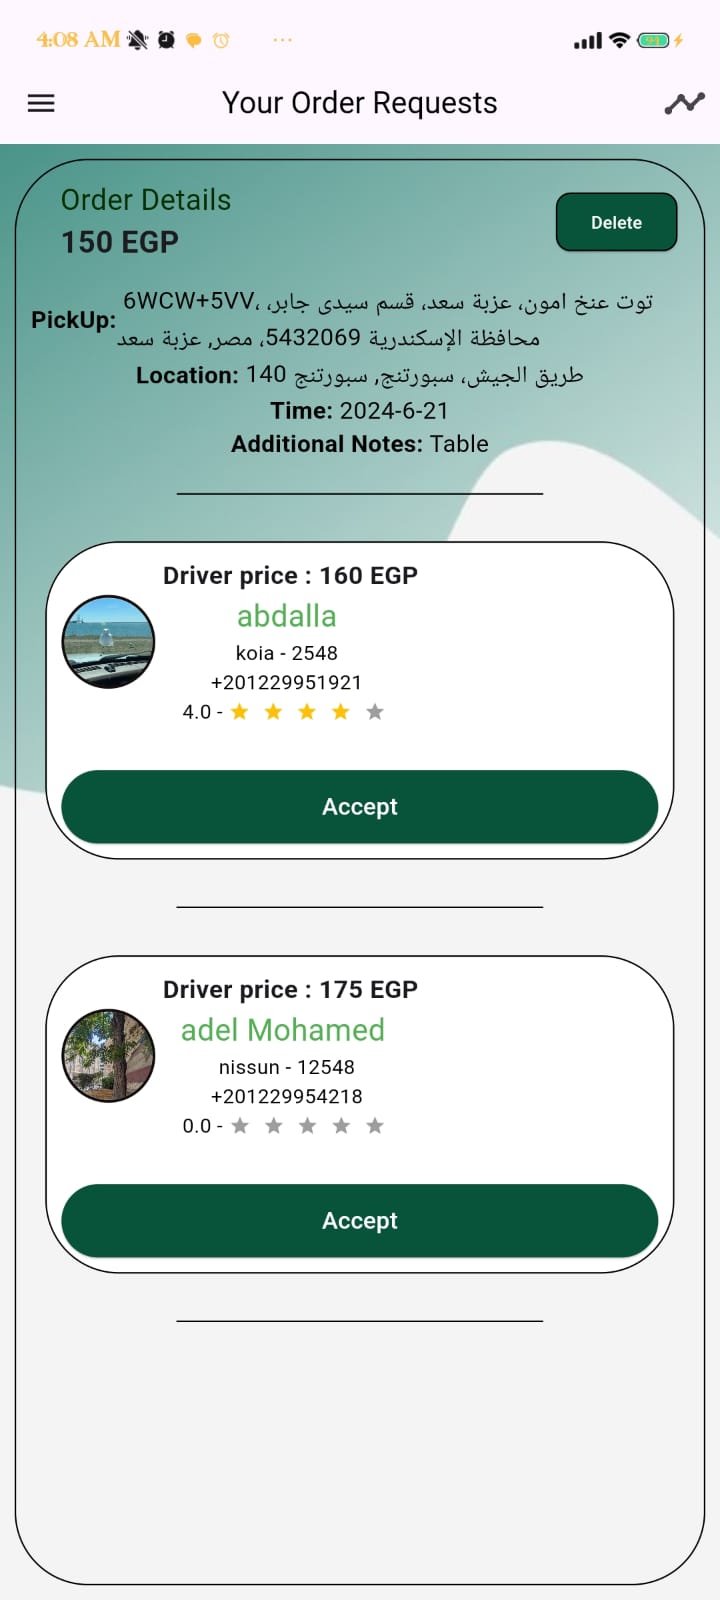 4:08 AM
Your Order Requests
Order Details
150 EGP
Delete
PickUp:
6WCW+5VV، توت عنخ امون، عزبة سعد، قسم سيدى جابر،
محافظة الإسكندرية 5432069، مصر, عزبة سعد
Location: 140 طريق الجيش، سبورتنج, سبورتنج
Time: 2024-6-21
Additional Notes: Table
Driver price : 160 EGP
abdalla
koia - 2548
+201229951921
4.0 -
Accept
Driver price : 175 EGP
adel Mohamed
nissun - 12548
+201229954218
0.0 -
Accept